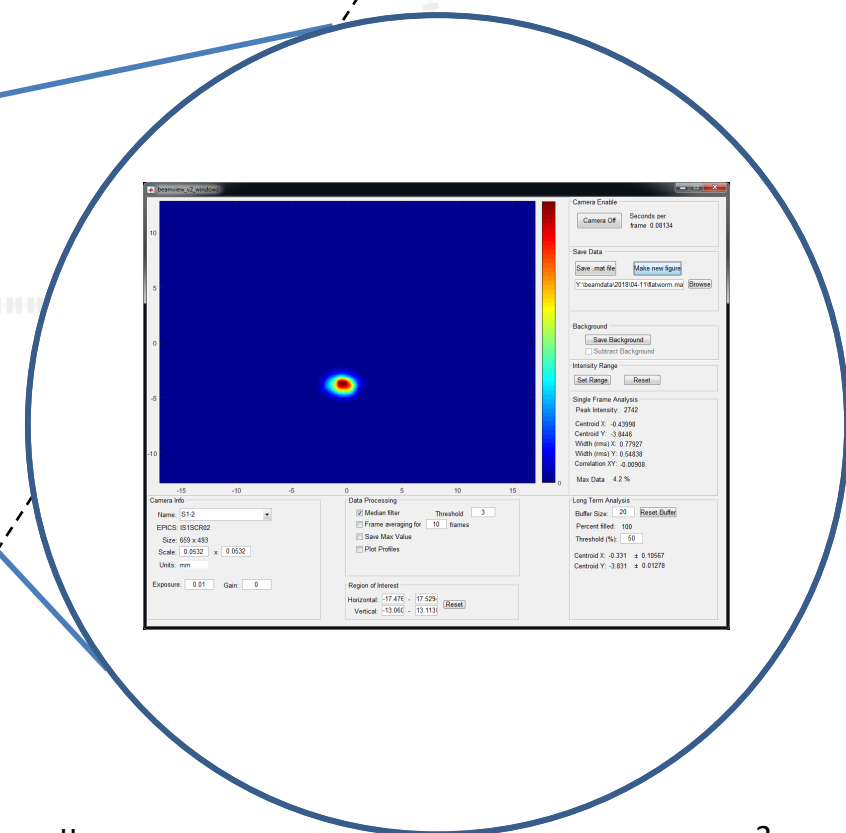 beamview_v2_windows
Camera Enable
Camera Off
Seconds per
frame 0.08134
Save Data
Save .mat file
Make new figure
Y:\beamdata\2018\04-11\flatworm.ma
Browse
Background
Save Background
Subtract Background
Intensity Range
Set Range
Reset
Single Frame Analysis
Peak Intensity: 2742
Centroid X: -0.43998
Centroid Y: -3.8446
Width (rms) X: 0.77927
Width (rms) Y: 0.54838
Correlation XY: -0.00908
Max Data 4.2 %
10
5
0
-5
-10
-15 -10 -5 0 5 10 15
0
Camera Info
Name: S1-2
EPICS: IS1SCR02
Size: 659 x 493
Scale: 0.0532 x 0.0532
Units: mm
Exposure: 0.01 Gain: 0
Data Processing
Median filter Threshold 3
Frame averaging for 10 frames
Save Max Value
Plot Profiles
Region of Interest
Horizontal: -17.476 - 17.529
Vertical: -13.060 - 13.113
Reset
Long Term Analysis
Buffer Size: 20 Reset Buffer
Percent filled: 100
Threshold (%): 50
Centroid X: -0.331 ± 0.10567
Centroid Y: -3.831 ± 0.01278